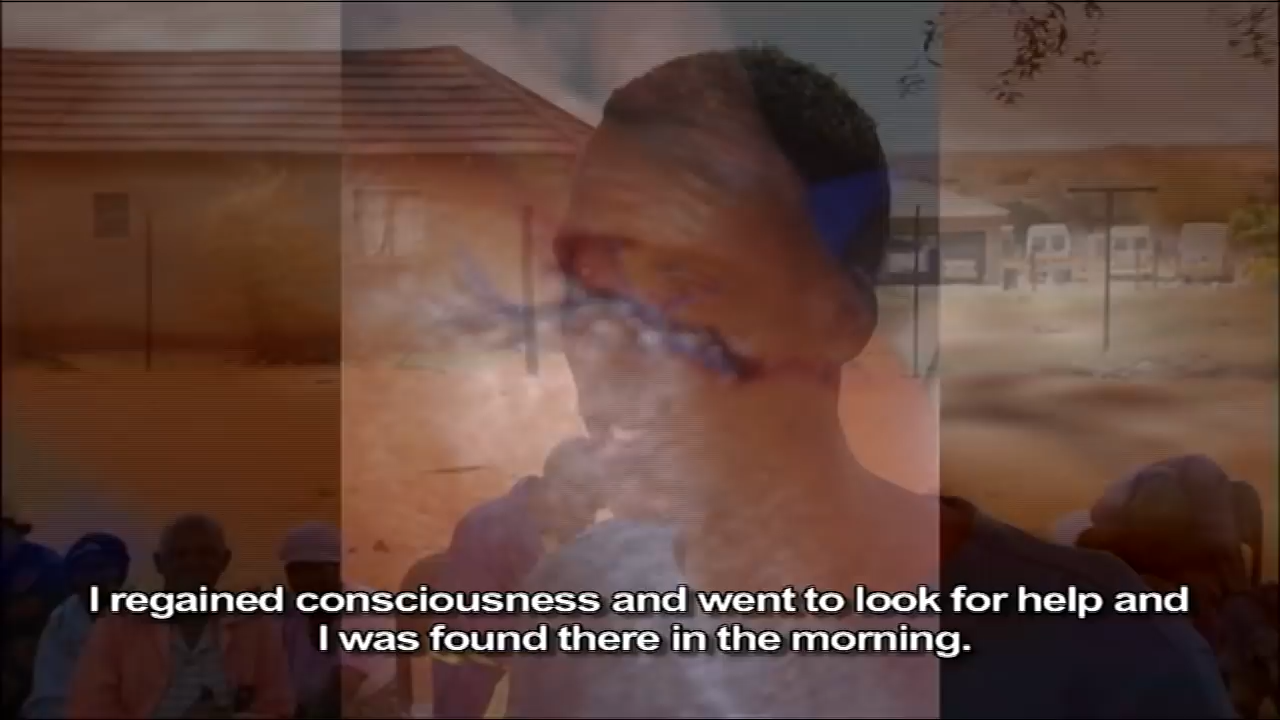 I regained consciousness and went to look for help and
I was found there in the morning.